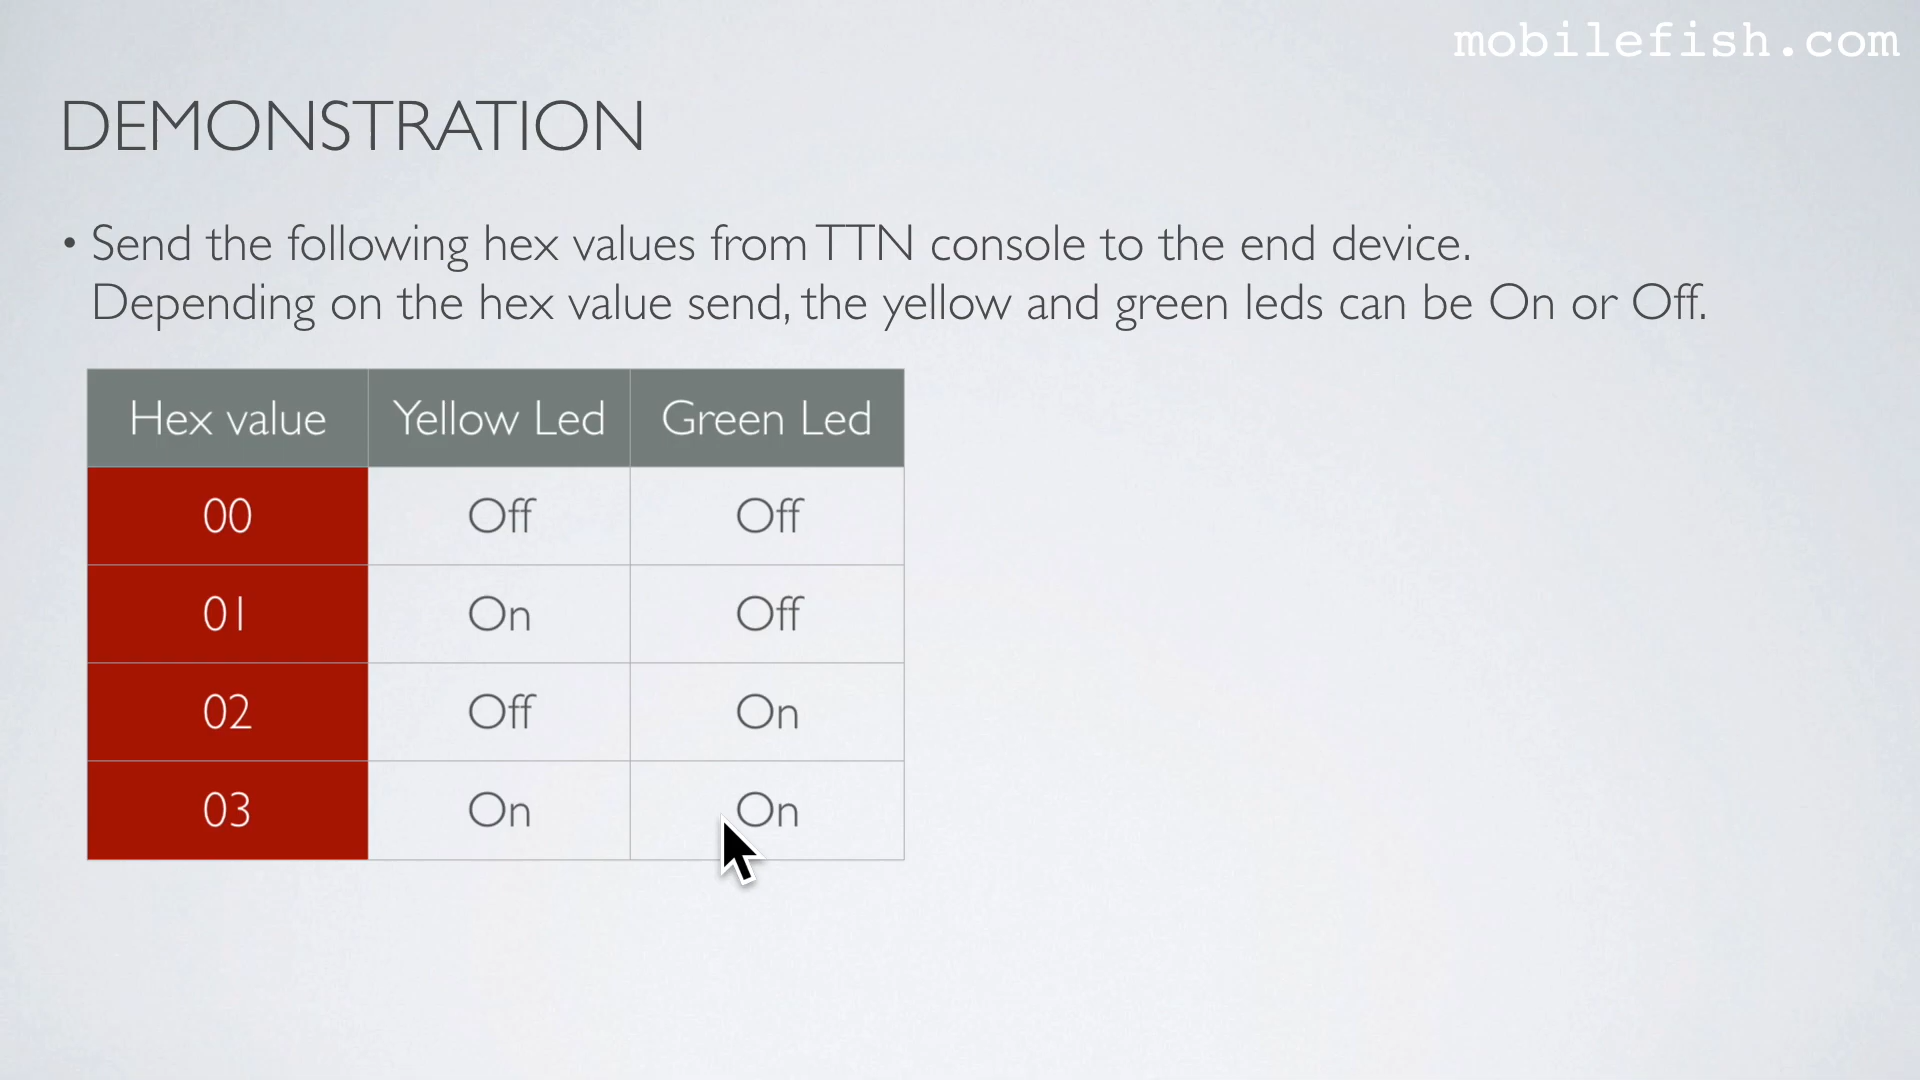 mobilefish.com
DEMONSTRATION
• Send the following hex values from TTN console to the end device.
Depending on the hex value send, the yellow and green leds can be On or Off.
Hex value Yellow Led Green Led
00 Off Off
01 On Off
02 Off On
03 On On